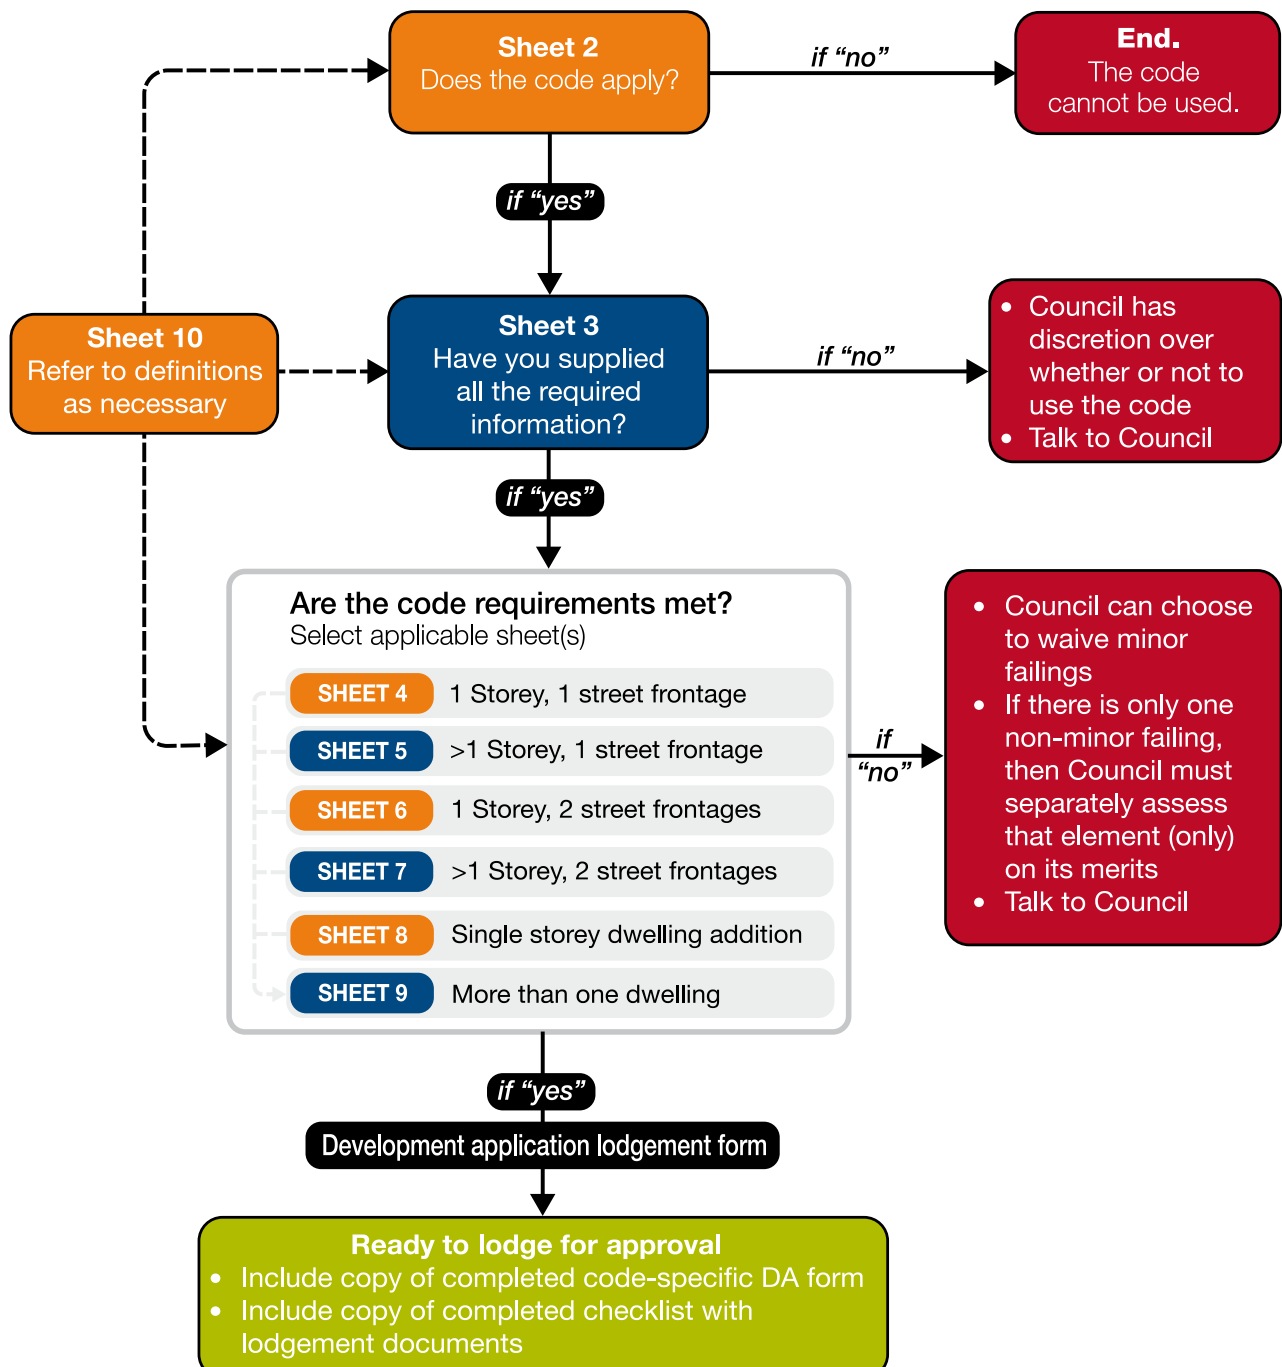 Sheet 2
Does the code apply?
if “no”
End.
The code
cannot be used.
if “yes”
Sheet 10
Refer to definitions
as necessary
Sheet 3
Have you supplied
all the required
information?
if “no”
• Council has
discretion over
whether or not to
use the code
• Talk to Council
if “yes”
Are the code requirements met?
Select applicable sheet(s)
SHEET 4 1 Storey, 1 street frontage
SHEET 5 >1 Storey, 1 street frontage
SHEET 6 1 Storey, 2 street frontages
SHEET 7 >1 Storey, 2 street frontages
SHEET 8 Single storey dwelling addition
SHEET 9 More than one dwelling
if
“no”
• Council can choose
to waive minor
failings
• If there is only one
non-minor failing,
then Council must
separately assess
that element (only)
on its merits
• Talk to Council
if “yes”
Development application lodgement form
Ready to lodge for approval
• Include copy of completed code-specific DA form
• Include copy of completed checklist with
lodgement documents